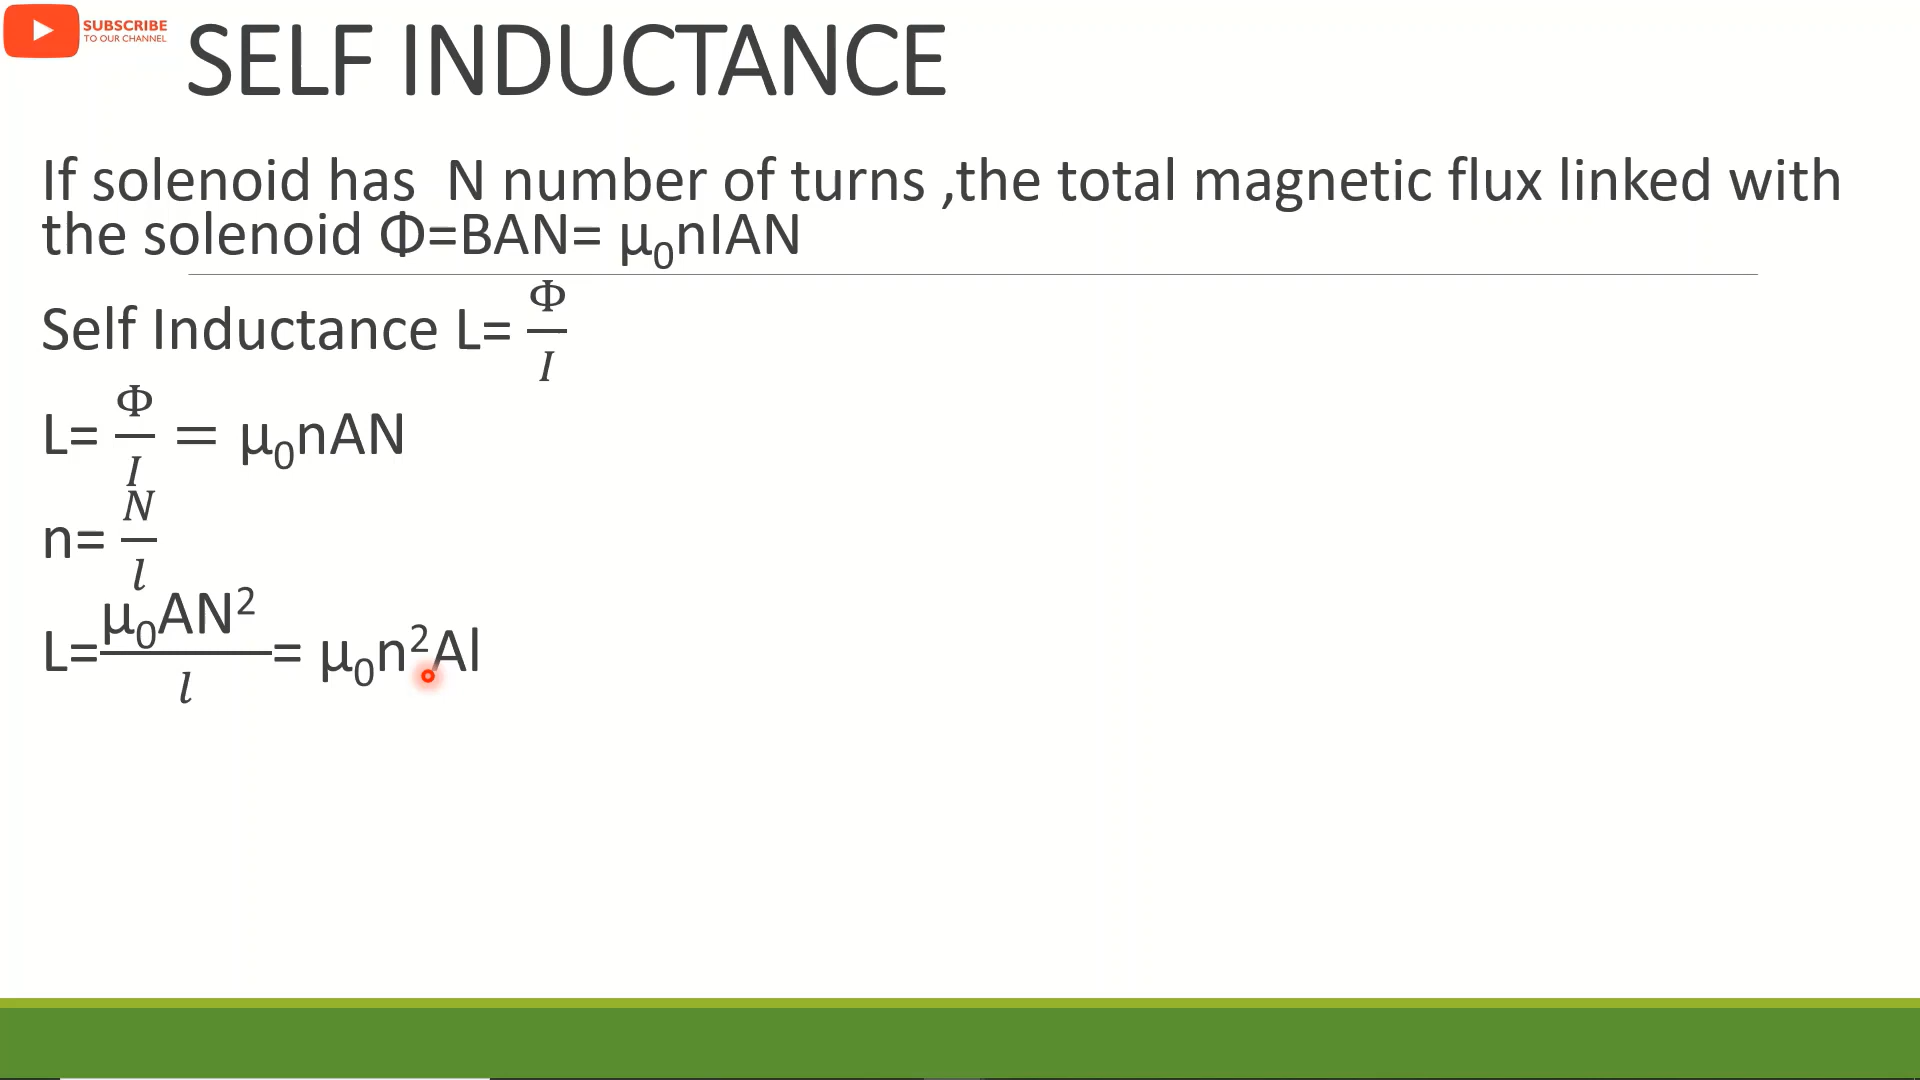 SUBSCRIBE
TO OUR CHANNEL
SELF INDUCTANCE
If solenoid has N number of turns ,the total magnetic flux linked with
the solenoid Φ=BAN= μ₀nIAN
Self Inductance L= Φ/I
L= Φ/I = μ₀nAN
n= N/l
L=μ₀AN²/l= μ₀n²Al